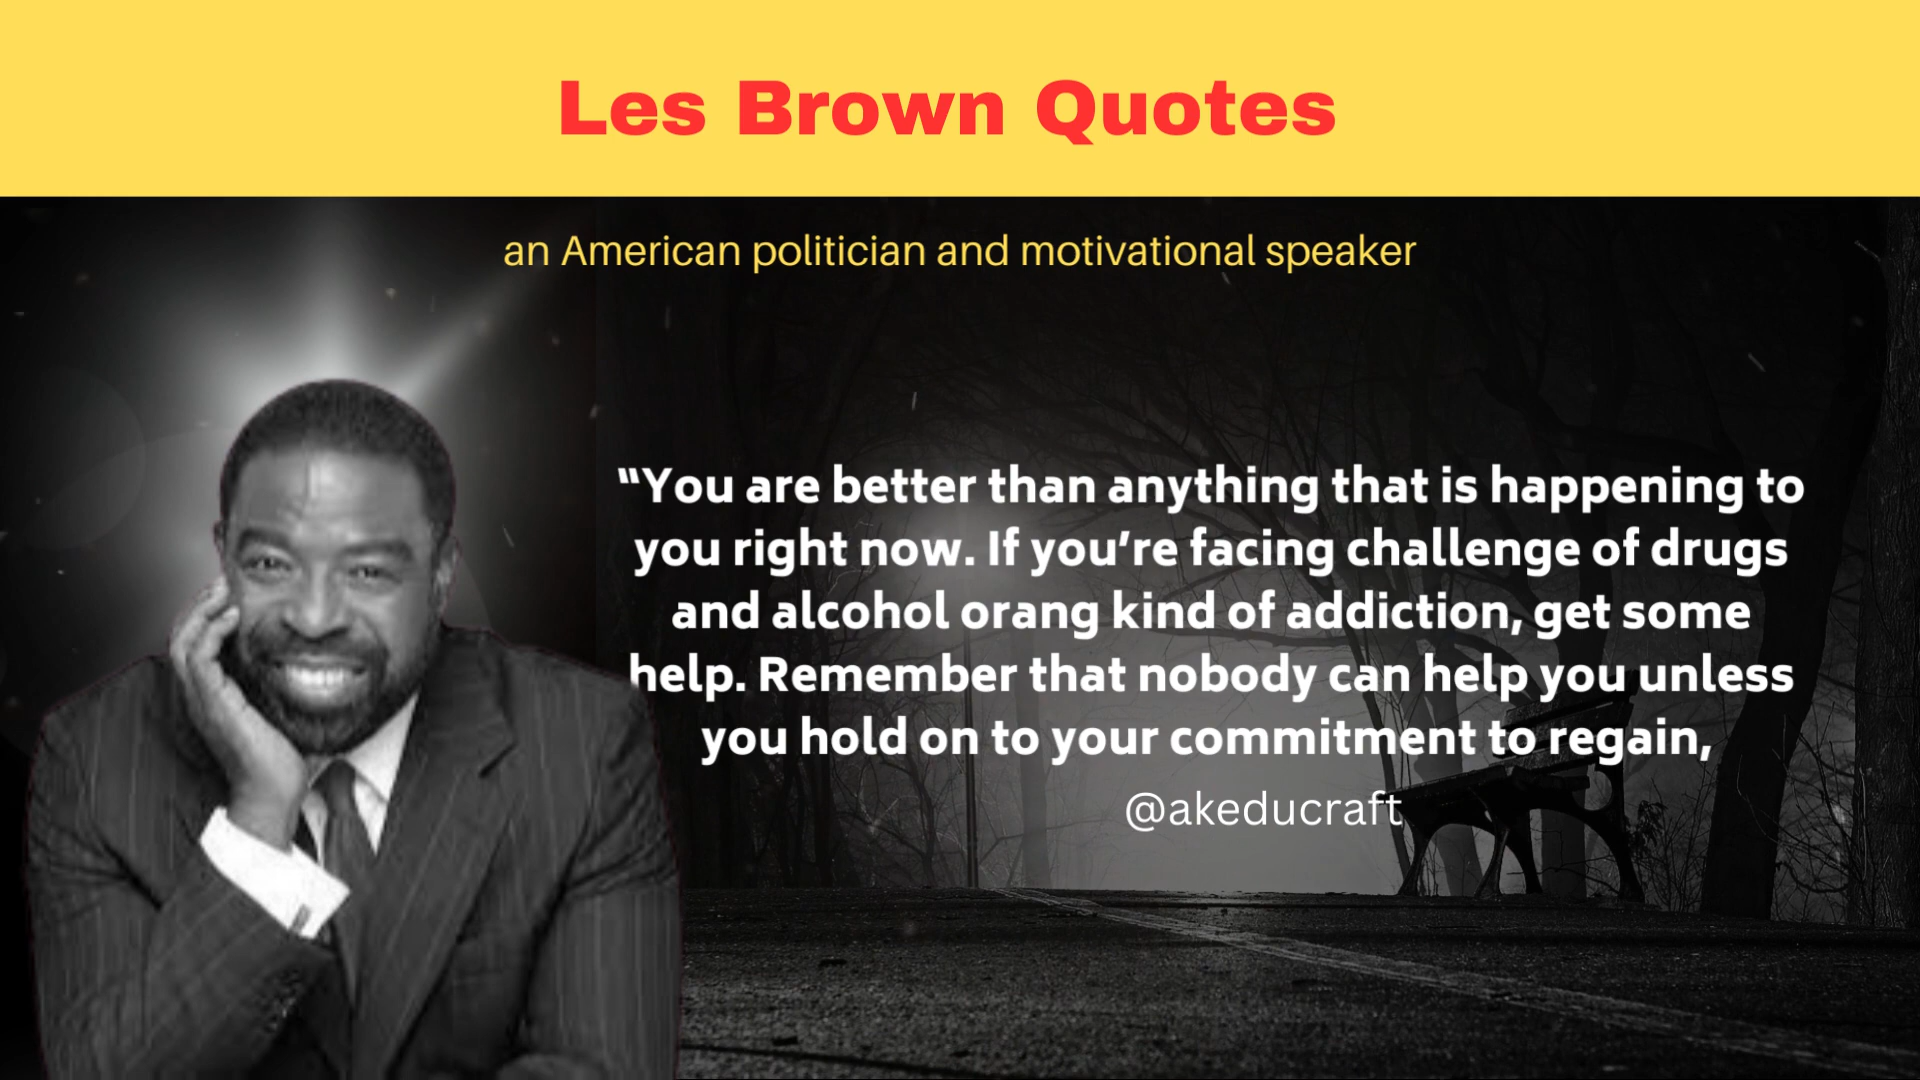 Les Brown Quotes
an American politician and motivational speaker
“You are better than anything that is happening to
you right now. If you’re facing challenge of drugs
and alcohol orang kind of addiction, get some
help. Remember that nobody can help you unless
you hold on to your commitment to regain,
@akeducraft